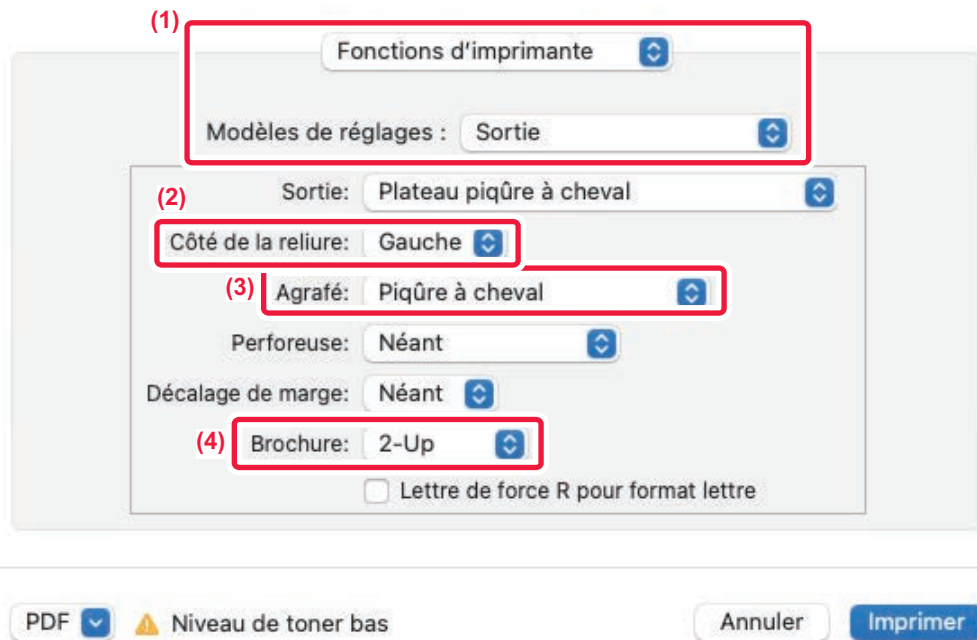 (1)
Fonctions d'imprimante
Modèles de réglages : Sortie
Sortie: Plateau piqûre à cheval
(2)
Côté de la reliure: Gauche
(3) Agrafé: Piqûre à cheval
Perforeuse: Néant
Décalage de marge: Néant
(4) Brochure: 2-Up
Lettre de force R pour format lettre
PDF Niveau de toner bas Annuler Imprimer